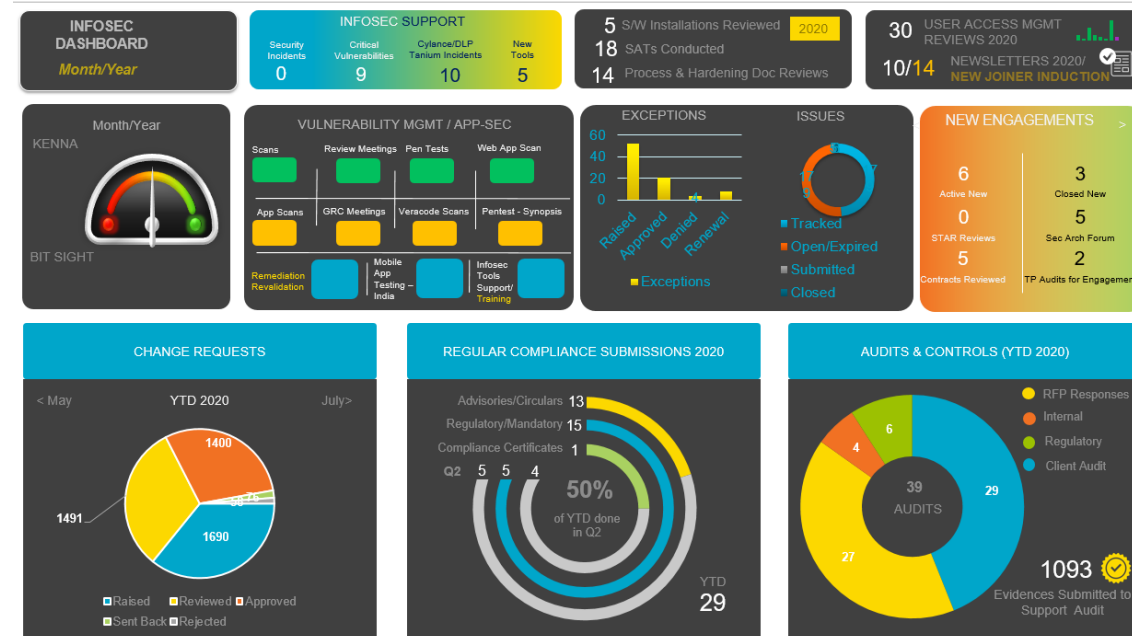 INFOSEC
DASHBOARD
Month/Year
INFOSEC SUPPORT
Security
Incidents
0
Critical
Vulnerabilities
9
Cylance/DLP
Tanium Incidents
10
New
Tools
5
5 S/W Installations Reviewed
2020
18 SATs Conducted
14 Process & Hardening Doc Reviews
30 USER ACCESS MGMT
REVIEWS 2020
10/14 NEWSLETTERS 2020/
NEW JOINER INDUCTION
Month/Year
KENNA
BIT SIGHT
VULNERABILITY MGMT / APP-SEC
Scans
Review Meetings
Pen Tests
Web App Scan
App Scans
GRC Meetings
Veracode Scans
Pentest - Synopsis
Remediation
Revalidation
Mobile
App
Testing –
India
Infosec
Tools
Support/
Training
EXCEPTIONS
60
40
20
0
4
Raised
Approved
Denied
Renewal
Exceptions
ISSUES
Tracked
Open/Expired
Submitted
Closed
NEW ENGAGEMENTS >
6
Active New
3
Closed New
0
STAR Reviews
5
Sec Arch Forum
5
Contracts Reviewed
2
TP Audits for Engagemen
CHANGE REQUESTS
< May
YTD 2020
July>
1400
1491
1690
Raised
Reviewed
Approved
Sent Back
Rejected
REGULAR COMPLIANCE SUBMISSIONS 2020
Advisories/Circulars 13
Regulatory/Mandatory 15
Compliance Certificates 1
Q2 5 5 4
50%
of YTD done
in Q2
YTD
29
AUDITS & CONTROLS (YTD 2020)
RFP Responses
Internal
Regulatory
Client Audit
6
4
29
27
39
AUDITS
1093
Evidences Submitted to
Support Audit